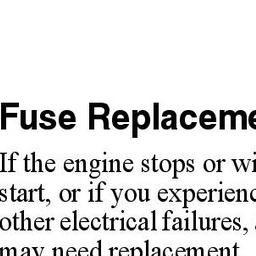 Fuse Replaceme
If the engine stops or wi
start, or if you experienc
other electrical failures,
may need replacement.